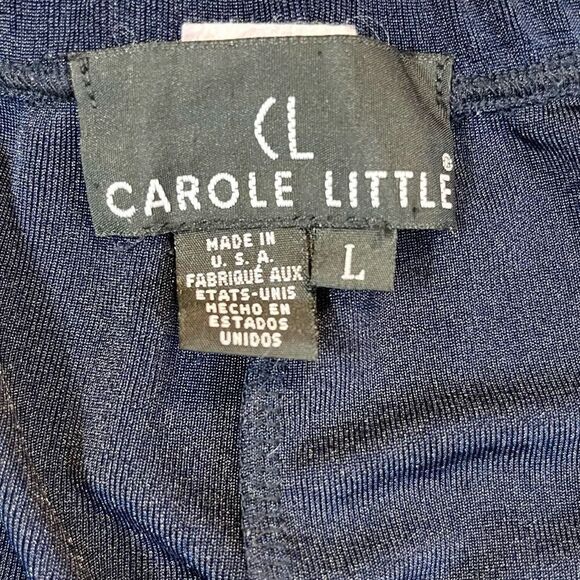 CL
CAROLE LITTLE®
MADE IN
U. S. A.
FABRIQUÉ AUX
ETATS-UNIS
HECHO EN
ESTADOS
UNIDOS
L